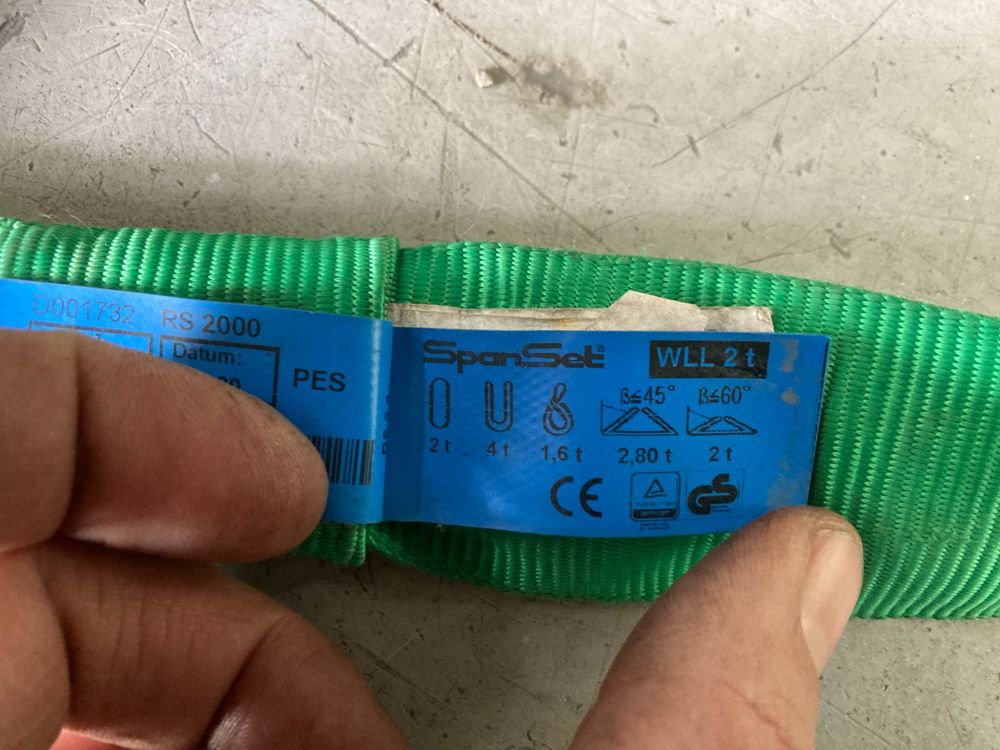 D001732 RS 2000
Datum:
PES
SpanSet®
WLL 2 t
ß≦45° ß≦60°
2 t 4 t 1,6 t 2,80 t 2 t
CE
GS